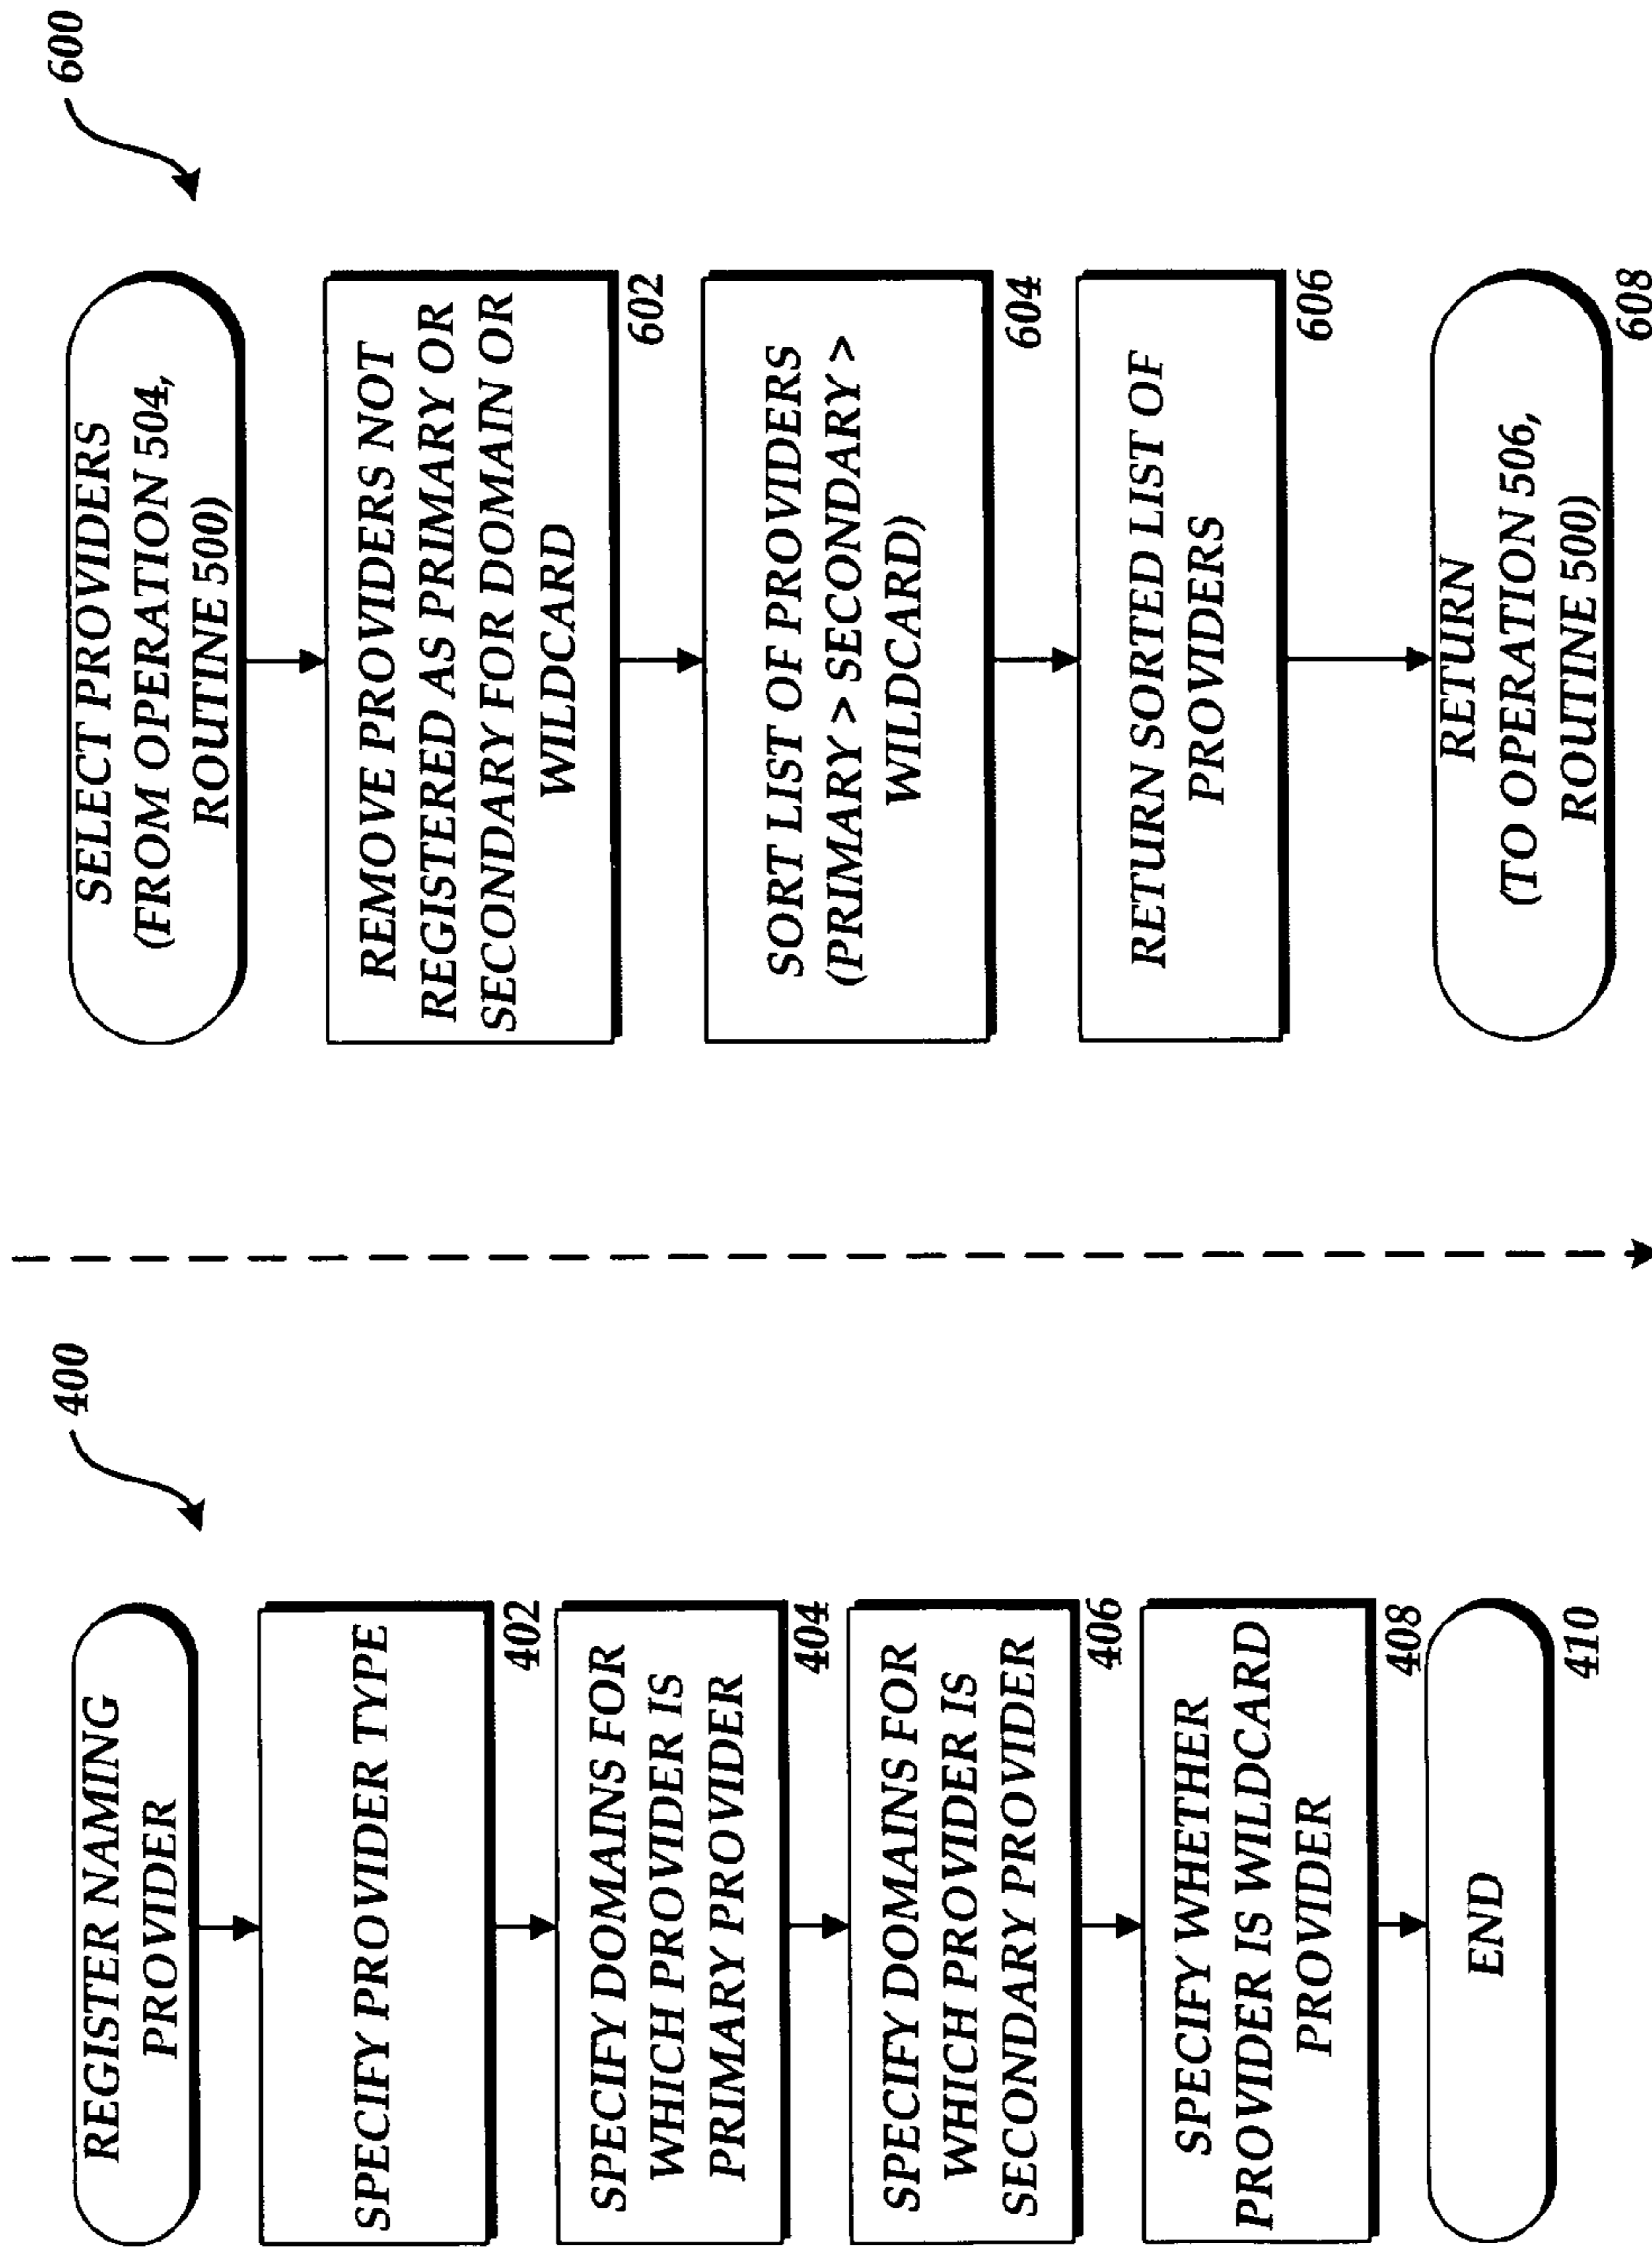 400
REGISTER NAMING
PROVIDER
SPECIFY PROVIDER TYPE
402
SPECIFY DOMAINS FOR
WHICH PROVIDER IS
PRIMARY PROVIDER
404
SPECIFY DOMAINS FOR
WHICH PROVIDER IS
SECONDARY PROVIDER
406
SPECIFY WHETHER
PROVIDER IS WILDCARD
PROVIDER
408
END
410
600
SELECT PROVIDERS
(FROM OPERATION 504,
ROUTINE 500)
REMOVE PROVIDERS NOT
REGISTERED AS PRIMARY OR
SECONDARY FOR DOMAIN OR
WILDCARD
602
SORT LIST OF PROVIDERS
(PRIMARY > SECONDARY >
WILDCARD)
604
RETURN SORTED LIST OF
PROVIDERS
606
RETURN
(TO OPERATION 506,
ROUTINE 500)
608